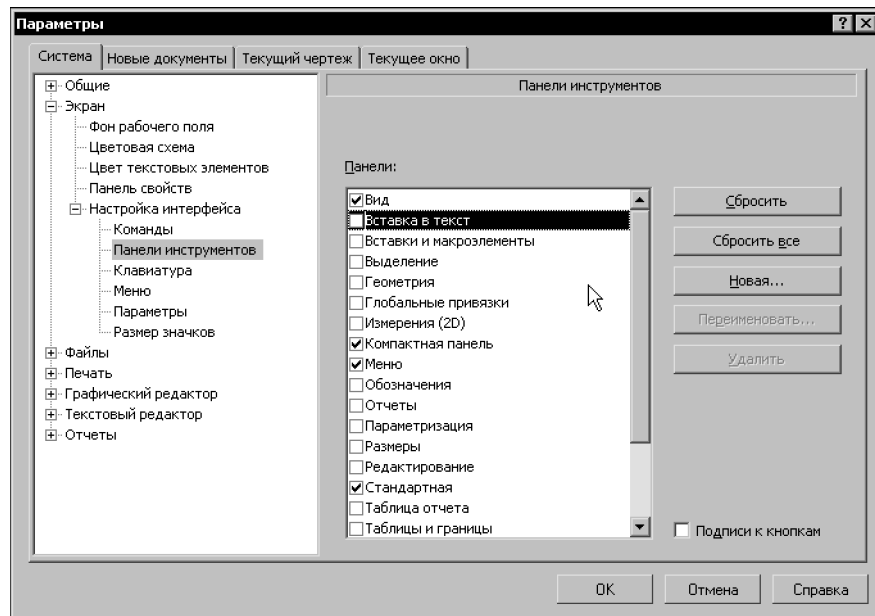 Параметры
Система
Новые документы
Текущий чертеж
Текущее окно
Общие
Экран
Фон рабочего поля
Цветовая схема
Цвет текстовых элементов
Панель свойств
Настройка интерфейса
Команды
Панели инструментов
Клавиатура
Меню
Параметры
Размер значков
Файлы
Печать
Графический редактор
Текстовый редактор
Отчеты
Панели инструментов
Панели:
Вид
Вставка в текст
Вставки и макроэлементы
Выделение
Геометрия
Глобальные привязки
Измерения (2D)
Компактная панель
Меню
Обозначения
Отчеты
Параметризация
Размеры
Редактирование
Стандартная
Таблица отчета
Таблицы и границы
Сбросить
Сбросить все
Новая...
Переименовать...
Удалить
Подписи к кнопкам
OK
Отмена
Справка